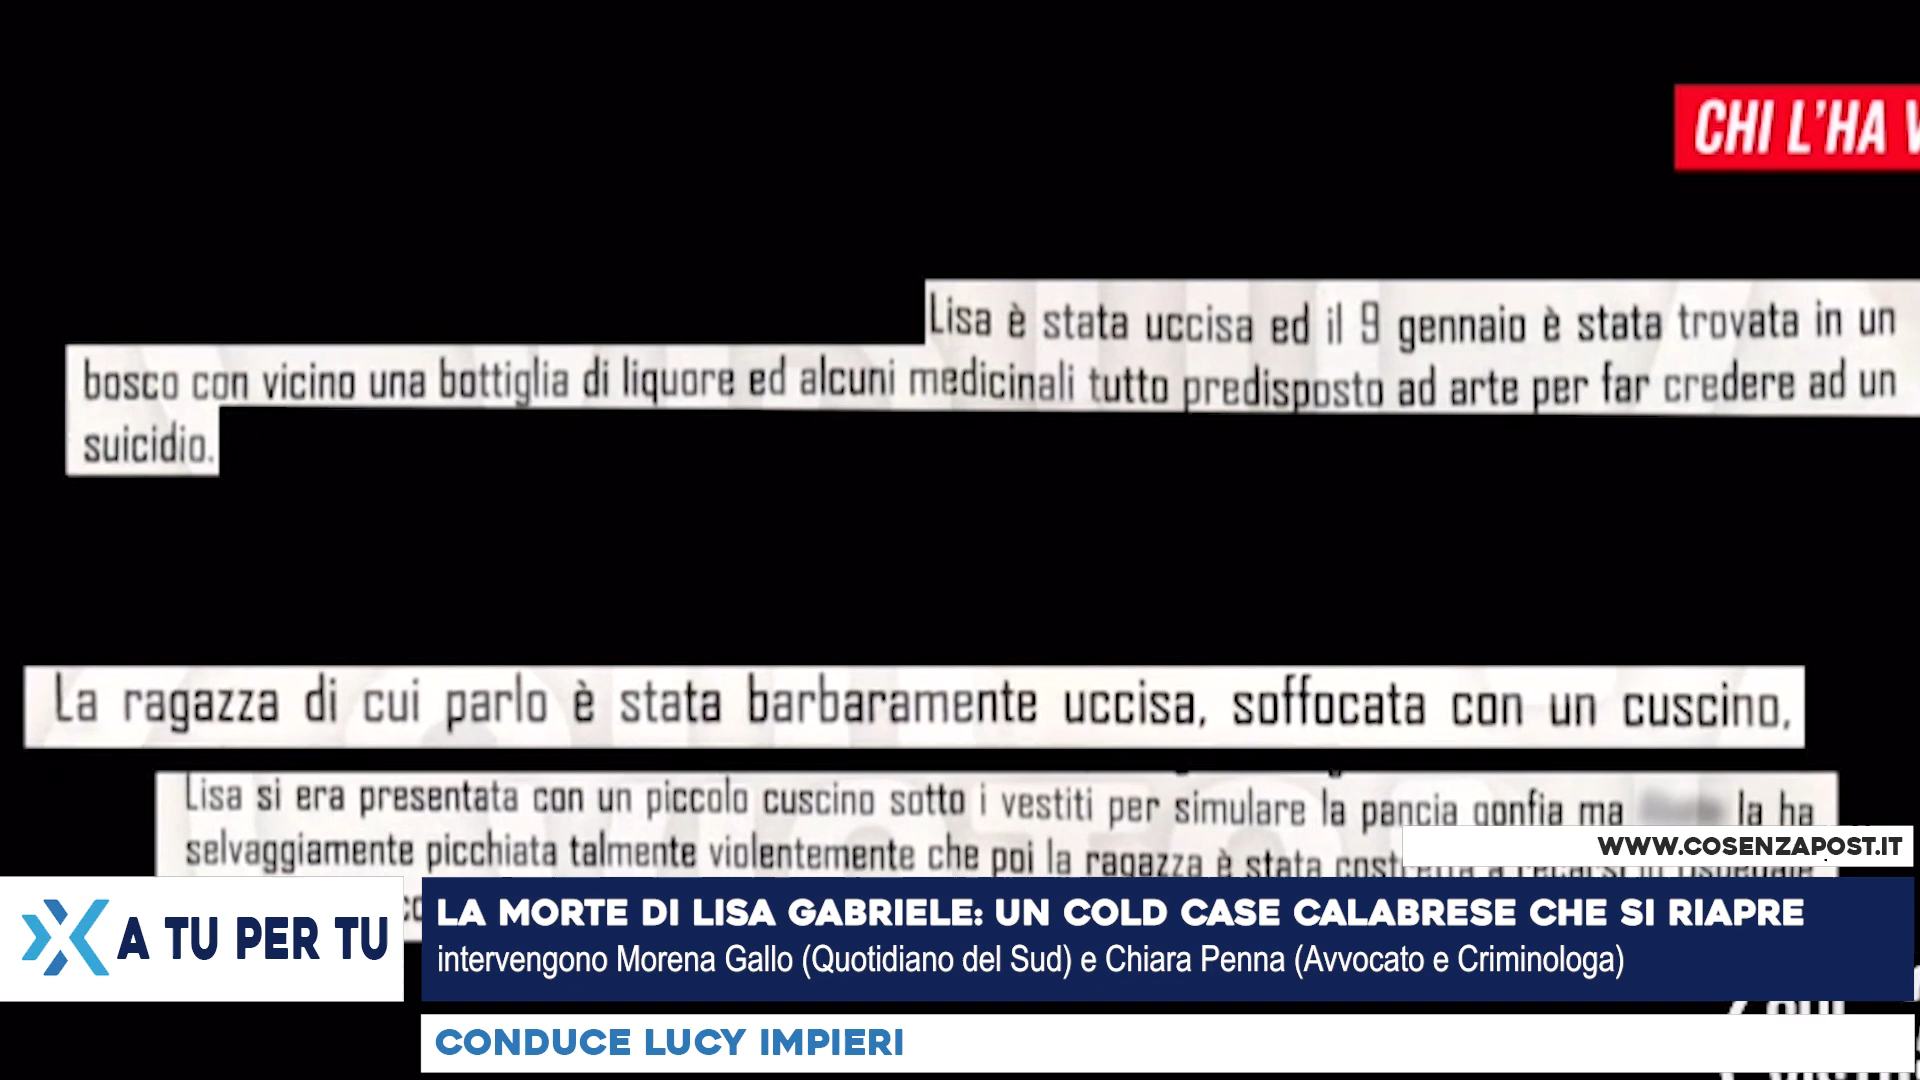 CHI L'HA
Lisa è stata uccisa ed il 9 gennaio è stata trovata in un
bosco con vicino una bottiglia di liquore ed alcuni medicinali tutto predisposto ad arte per far credere ad un
suicidio.
La ragazza di cui parlo è stata barbaramente uccisa, soffocata con un cuscino,
Lisa si era presentata con un piccolo cuscino sotto i vestiti per simulare la pancia gonfia ma la ha
selvaggiamente picchiata talmente violentemente che poi la ragazza è stata
WWW.COSENZAPOST.IT
A TU PER TU
LA MORTE DI LISA GABRIELE: UN COLD CASE CALABRESE CHE SI RIAPRE
intervengono Morena Gallo (Quotidiano del Sud) e Chiara Penna (Avvocato e Criminologa)
CONDUCE LUCY IMPIERI